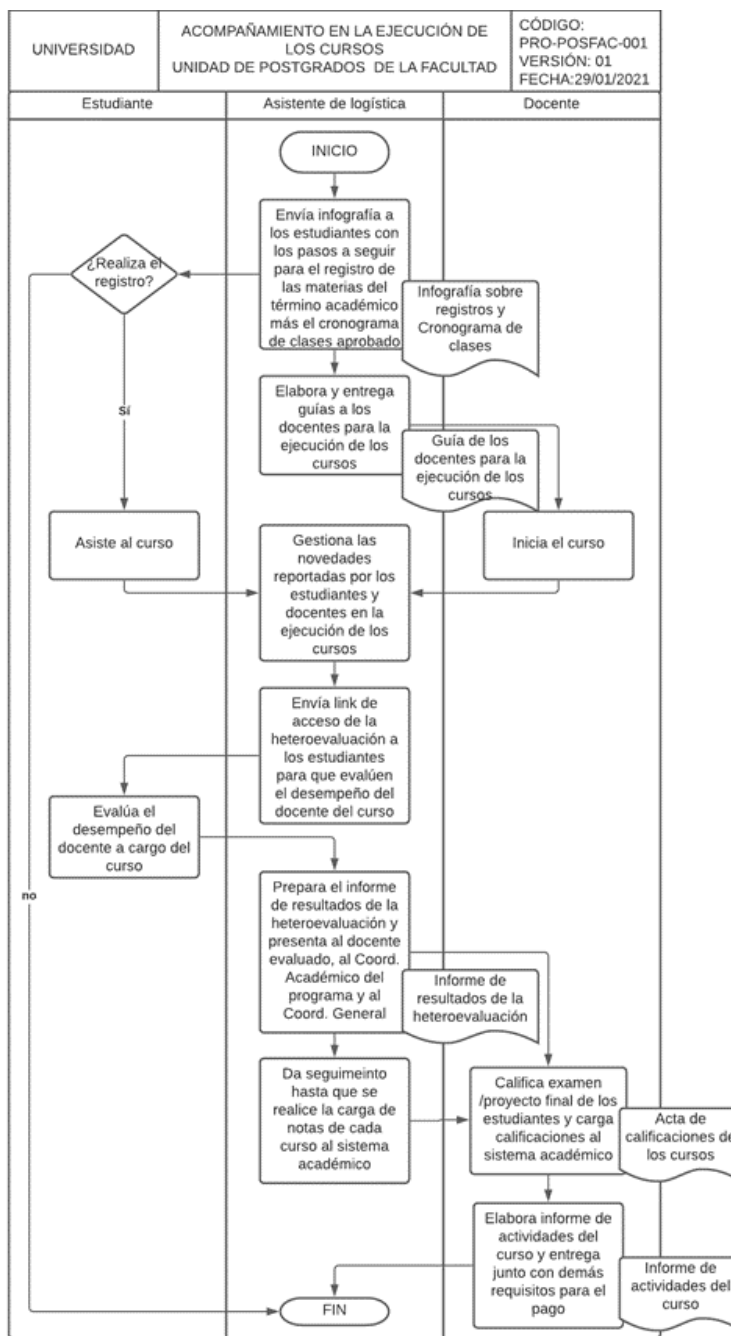 UNIVERSIDAD
ACOMPAÑAMIENTO EN LA EJECUCIÓN DE
LOS CURSOS
UNIDAD DE POSTGRADOS DE LA FACULTAD
CÓDIGO:
PRO-POSFAC-001
VERSIÓN: 01
FECHA:29/01/2021
Estudiante
Asistente de logística
Docente
INICIO
Envía infografía a
los estudiantes con
los pasos a seguir
para el registro de
las materias del
término académico
más el cronograma
de clases aprobado
¿Realiza el
registro?
Infografía sobre
registros y
Cronograma de
clases
Elabora y entrega
guías a los
docentes para la
ejecución de los
cursos
Sí
Guía de los
docentes para la
ejecución de los
cursos
Asiste al curso
Inicia el curso
Gestiona las
novedades
reportadas por los
estudiantes y
docentes en la
ejecución de los
cursos
Envía link de
acceso de la
heteroevaluación a
los estudiantes
para que evalúen
el desempeño del
docente del curso
Evalúa el
desempeño del
docente a cargo del
curso
no
Prepara el informe
de resultados de la
heteroevaluación y
presenta al docente
evaluado, al Coord.
Académico del
programa y al
Coord. General
Informe de
resultados de la
heteroevaluación
Da seguimeinto
hasta que se
realice la carga de
notas de cada
curso al sistema
académico
Califica examen
/proyecto final de los
estudiantes y carga
calificaciones al
sistema académico
Acta de
calificaciones de
los cursos
Elabora informe de
actividades del
curso y entrega
junto con demás
requisitos para el
pago
Informe de
actividades del
curso
FIN